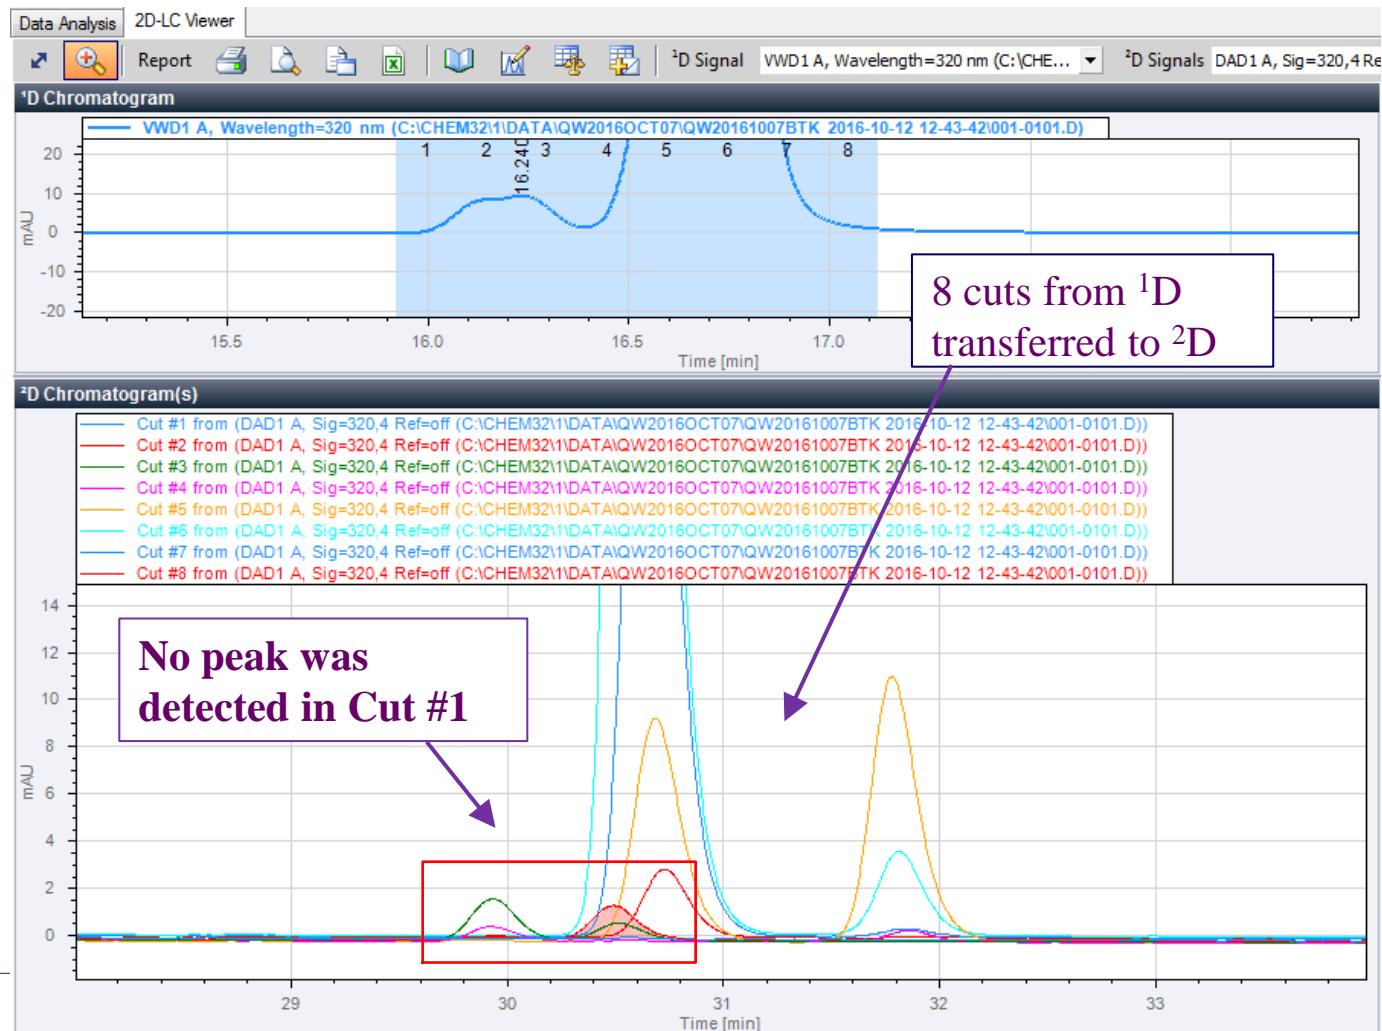 Data Analysis 2D-LC Viewer
Report ¹D Signal VWD1 A, Wavelength=320 nm (C:\CHE... ²D Signals DAD1 A, Sig=320,4 Re
¹D Chromatogram
VWD1 A, Wavelength=320 nm (C:\CHEM32\1\DATA\QW2016OCT07\QW20161007BTK 2016-10-12 12-43-42\001-0101.D)
1 2 16.240 3 4 5 6 7 8
20
10
0
-10
-20
mAU
15.5 16.0 16.5 17.0
Time [min]
8 cuts from ¹D
transferred to ²D
²D Chromatogram(s)
Cut #1 from (DAD1 A, Sig=320,4 Ref=off (C:\CHEM32\1\DATA\QW2016OCT07\QW20161007BTK 2016-10-12 12-43-42\001-0101.D))
Cut #2 from (DAD1 A, Sig=320,4 Ref=off (C:\CHEM32\1\DATA\QW2016OCT07\QW20161007BTK 2016-10-12 12-43-42\001-0101.D))
Cut #3 from (DAD1 A, Sig=320,4 Ref=off (C:\CHEM32\1\DATA\QW2016OCT07\QW20161007BTK 2016-10-12 12-43-42\001-0101.D))
Cut #4 from (DAD1 A, Sig=320,4 Ref=off (C:\CHEM32\1\DATA\QW2016OCT07\QW20161007BTK 2016-10-12 12-43-42\001-0101.D))
Cut #5 from (DAD1 A, Sig=320,4 Ref=off (C:\CHEM32\1\DATA\QW2016OCT07\QW20161007BTK 2016-10-12 12-43-42\001-0101.D))
Cut #6 from (DAD1 A, Sig=320,4 Ref=off (C:\CHEM32\1\DATA\QW2016OCT07\QW20161007BTK 2016-10-12 12-43-42\001-0101.D))
Cut #7 from (DAD1 A, Sig=320,4 Ref=off (C:\CHEM32\1\DATA\QW2016OCT07\QW20161007BTK 2016-10-12 12-43-42\001-0101.D))
Cut #8 from (DAD1 A, Sig=320,4 Ref=off (C:\CHEM32\1\DATA\QW2016OCT07\QW20161007BTK 2016-10-12 12-43-42\001-0101.D))
14
12
10
8
6
4
2
0
mAU
No peak was
detected in Cut #1
29 30 31 32 33
Time [min]